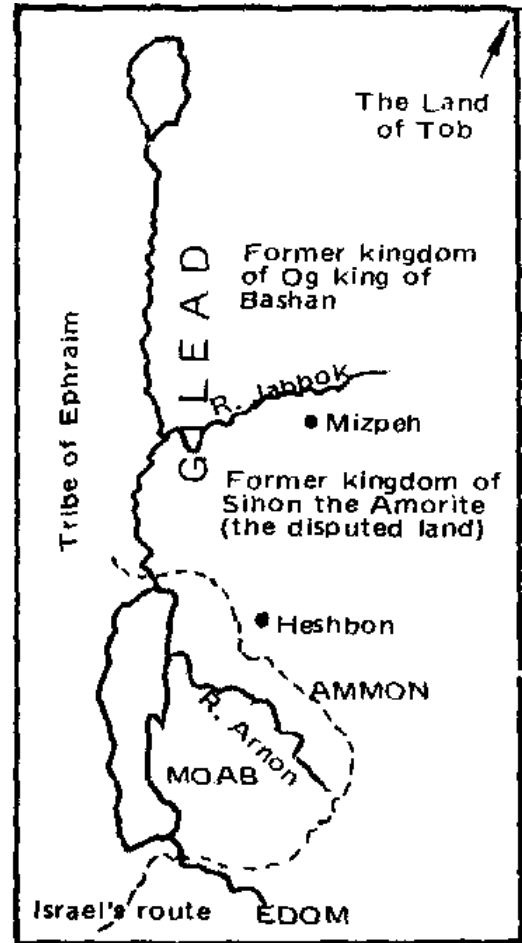 The Land
of Tob
Former kingdom
of Og king of
Bashan
GILEAD
Tribe of Ephraim
R. Jabbok
Mizpeh
Former kingdom of
Sihon the Amorite
(the disputed land)
Heshbon
AMMON
R. Arnon
MOAB
Israel's route
EDOM